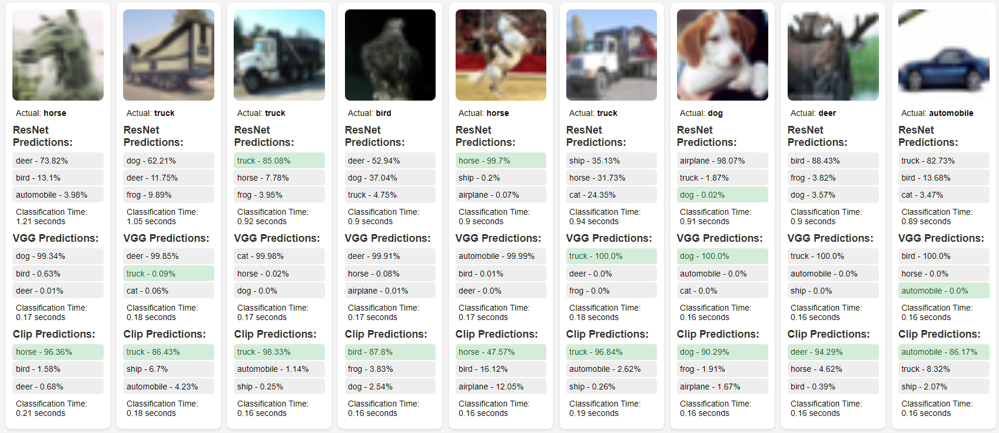 Actual: horse
ResNet
Predictions:
deer - 73.82%
bird - 13.1%
automobile - 3.98%
Classification Time:
1.21 seconds
VGG Predictions:
dog - 99.34%
bird - 0.63%
deer - 0.01%
Classification Time:
0.17 seconds
Clip Predictions:
horse - 96.36%
bird - 1.58%
deer - 0.68%
Classification Time:
0.21 seconds
Actual: truck
ResNet
Predictions:
dog - 62.21%
deer - 11.75%
frog - 9.89%
Classification Time:
1.05 seconds
VGG Predictions:
deer - 99.85%
truck - 0.09%
cat - 0.06%
Classification Time:
0.18 seconds
Clip Predictions:
truck - 86.43%
ship - 6.7%
automobile - 4.23%
Classification Time:
0.18 seconds
Actual: truck
ResNet
Predictions:
truck - 85.08%
horse - 7.78%
frog - 3.95%
Classification Time:
0.92 seconds
VGG Predictions:
cat - 99.98%
horse - 0.02%
dog - 0.0%
Classification Time:
0.17 seconds
Clip Predictions:
truck - 98.33%
automobile - 1.14%
ship - 0.25%
Classification Time:
0.16 seconds
Actual: bird
ResNet
Predictions:
deer - 52.94%
dog - 37.04%
truck - 4.75%
Classification Time:
0.9 seconds
VGG Predictions:
deer - 99.91%
horse - 0.08%
airplane - 0.01%
Classification Time:
0.17 seconds
Clip Predictions:
bird - 87.8%
frog - 3.83%
dog - 2.54%
Classification Time:
0.16 seconds
Actual: horse
ResNet
Predictions:
horse - 99.7%
ship - 0.2%
airplane - 0.07%
Classification Time:
0.9 seconds
VGG Predictions:
automobile - 99.99%
bird - 0.01%
deer - 0.0%
Classification Time:
0.17 seconds
Clip Predictions:
horse - 47.57%
bird - 16.12%
airplane - 12.05%
Classification Time:
0.16 seconds
Actual: truck
ResNet
Predictions:
ship - 35.13%
horse - 31.73%
cat - 24.35%
Classification Time:
0.94 seconds
VGG Predictions:
truck - 100.0%
deer - 0.0%
frog - 0.0%
Classification Time:
0.18 seconds
Clip Predictions:
truck - 96.84%
automobile - 2.62%
ship - 0.26%
Classification Time:
0.19 seconds
Actual: dog
ResNet
Predictions:
airplane - 98.07%
truck - 1.87%
dog - 0.02%
Classification Time:
0.91 seconds
VGG Predictions:
dog - 100.0%
automobile - 0.0%
cat - 0.0%
Classification Time:
0.16 seconds
Clip Predictions:
dog - 90.29%
frog - 1.91%
airplane - 1.67%
Classification Time:
0.16 seconds
Actual: deer
ResNet
Predictions:
bird - 88.43%
frog - 3.82%
dog - 3.57%
Classification Time:
0.9 seconds
VGG Predictions:
truck - 100.0%
automobile - 0.0%
ship - 0.0%
Classification Time:
0.16 seconds
Clip Predictions:
deer - 94.29%
horse - 4.62%
bird - 0.39%
Classification Time:
0.16 seconds
Actual: automobile
ResNet
Predictions:
truck - 82.73%
bird - 13.68%
cat - 3.47%
Classification Time:
0.89 seconds
VGG Predictions:
bird - 100.0%
horse - 0.0%
automobile - 0.0%
Classification Time:
0.16 seconds
Clip Predictions:
automobile - 86.17%
truck - 8.32%
ship - 2.07%
Classification Time:
0.16 seconds